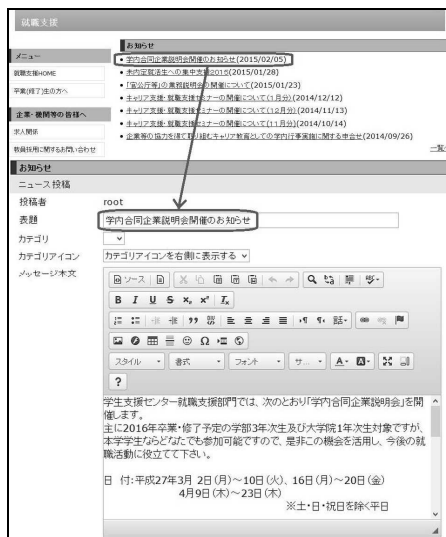 就職支援
メニュー
就職支援HOME
卒業(修了)生の方へ
企業・機関等の皆様へ
求人関係
教員採用に関するお問い合わせ
お知らせ
• 学内合同企業説明会開催のお知らせ(2015/02/05)
• 未内定就活生への集中支援2015(2015/01/28)
• 「官公庁等」の業務説明会の開催について(2015/01/23)
• キャリア支援・就職支援セミナーの開催について(1月分)(2014/12/12)
• キャリア支援・就職支援セミナーの開催について(12月分)(2014/11/13)
• キャリア支援・就職支援セミナーの開催について(11月分)(2014/10/14)
• 企業等の協力を得て取り組むキャリア教育としての学内行事実施に関する申合せ(2014/09/26)
お知らせ
ニュース投稿
投稿者 root
表題 学内合同企業説明会開催のお知らせ
カテゴリ
カテゴリアイコン カテゴリアイコンを右側に表示する
メッセージ本文
ソース
B I U S x₂ x² Iₓ
スタイル 書式 フォント サ... A A
?
学生支援センター就職支援部門では、次のとおり「学内合同企業説明会」を開
催します。
主に2016年卒業・修了予定の学部3年次生及び大学院1年次生対象ですが、
本学学生ならどなたでも参加可能ですので、是非この機会を活用し、今後の就
職活動に役立てて下さい。
日 付:平成27年3月 2日(月)～10日(火)、16日(月)～20日(金)
4月9日(木)～23日(木)
※土・日・祝日を除く平日